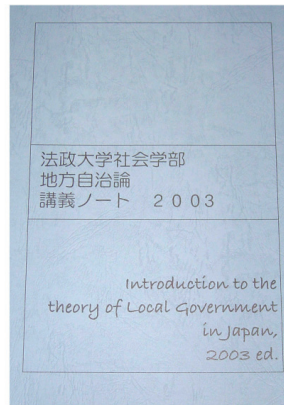 法政大学社会学部
地方自治論
講義ノート　２００３
Introduction to the
theory of Local Government
in Japan,
2003 ed.